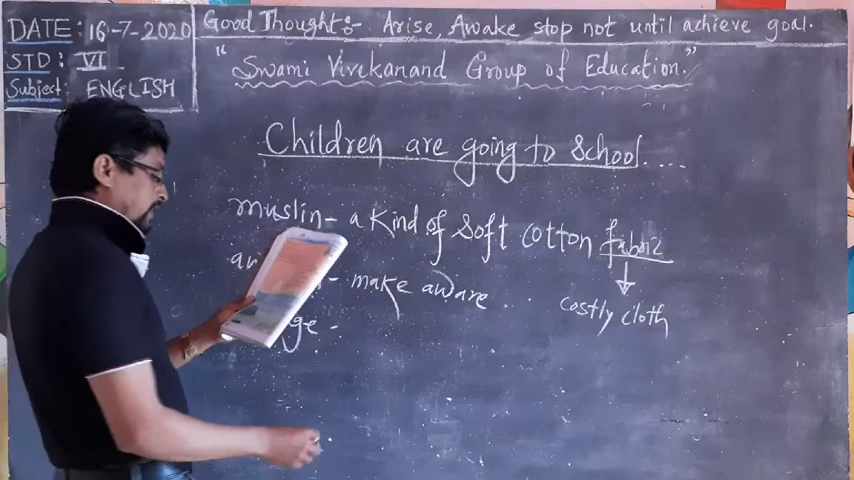 DATE: 16-7-2020
STD: VI
Subject: ENGLISH
Good Thought:- Arise, Awake stop not until achieve goal.
"Swami Vivekanand Group of Education."
Children are going to School....
muslin - a kind of soft cotton fabric
- make aware ..
costly cloth